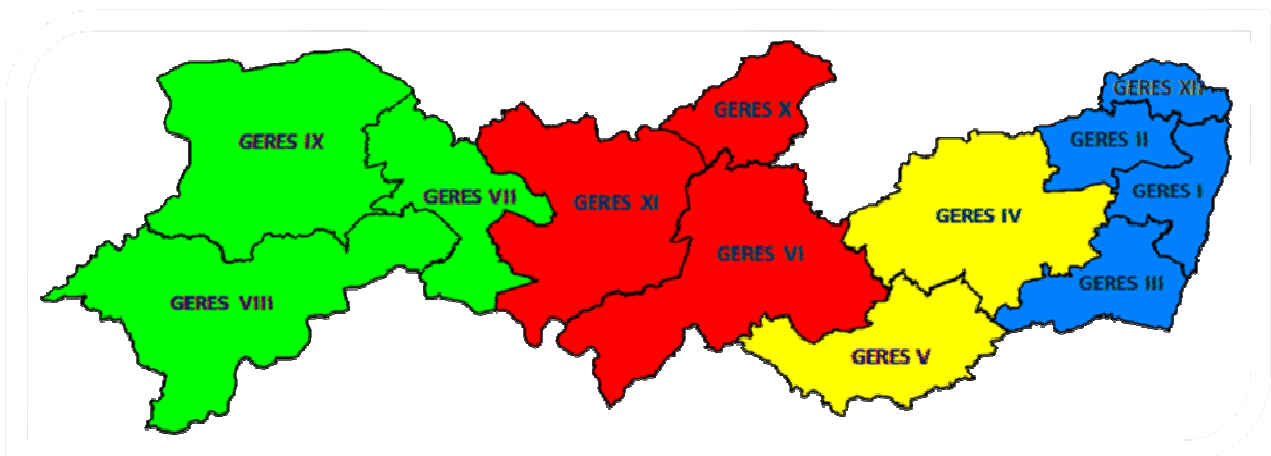 GERES XII
GERES X
GERES IX
GERES II
GERES VII
GERES XI
GERES I
GERES IV
GERES VI
GERES VIII
GERES III
GERES V